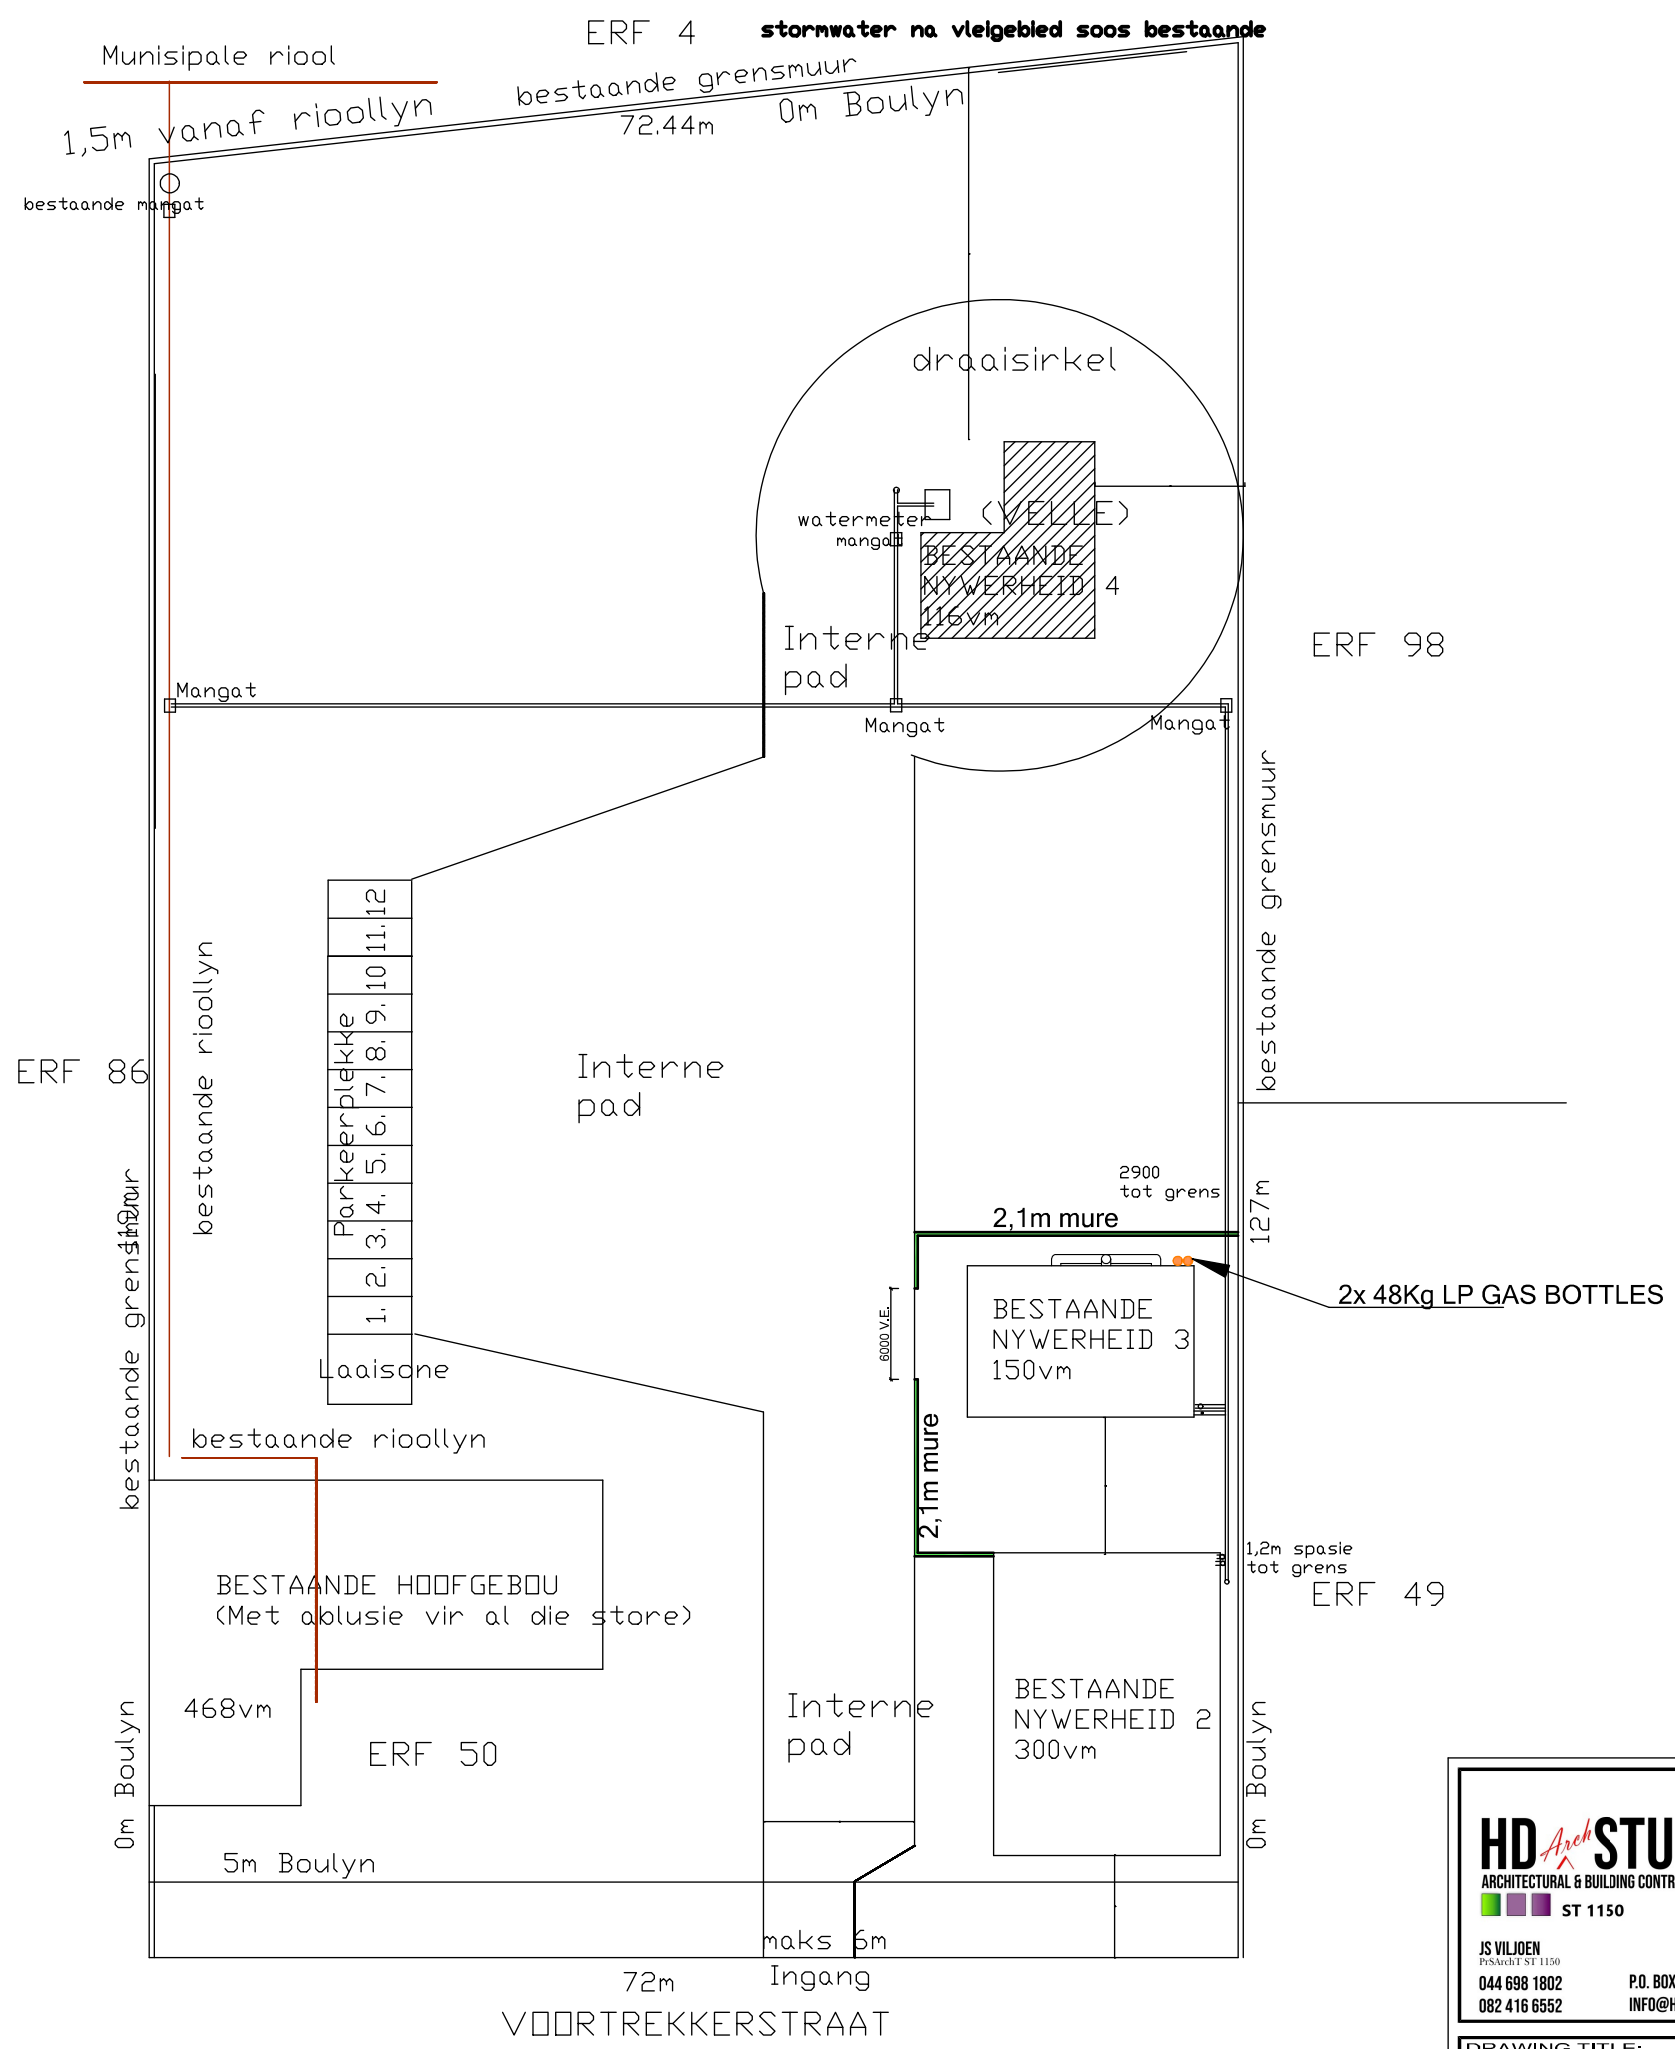 ERF 4
stormwater na vleigebied soos bestaande
Munisipale riool
bestaande grensmuur
1,5m vanaf rioollyn
72.44m
0m Boulyn
bestaande mangat
draaisirkel
watermeter
mangat
(VELLE)
BESTAANDE
NYWERHEID 4
116vm
Interne
pad
ERF 98
Mangat
Mangat
Mangat
bestaande grensmuur
12
11.
10
9.
8.
7.
6.
5.
4.
3.
2.
1.
Parkeerplekke
bestaande rioollyn
ERF 86
Interne
pad
2900
tot grens
127m
2,1m mure
bestaande grensmuur
2x 48Kg LP GAS BOTTLES
BESTAANDE
NYWERHEID 3
150vm
6000 V.E.
Laaisone
2,1m mure
bestaande rioollyn
1,2m spasie
tot grens
ERF 49
BESTAANDE HOOFGEBOU
(Met ablusie vir al die store)
468vm
ERF 50
Interne
pad
BESTAANDE
NYWERHEID 2
300vm
0m Boulyn
0m Boulyn
5m Boulyn
maks 6m
Ingang
72m
VOORTREKKERSTRAAT
HD Arch STU
ARCHITECTURAL & BUILDING CONTR
ST 1150
JS VILJOEN
PrSArchT ST 1150
044 698 1802 P.O. BOX
082 416 6552 INFO@H
DRAWING TITLE: